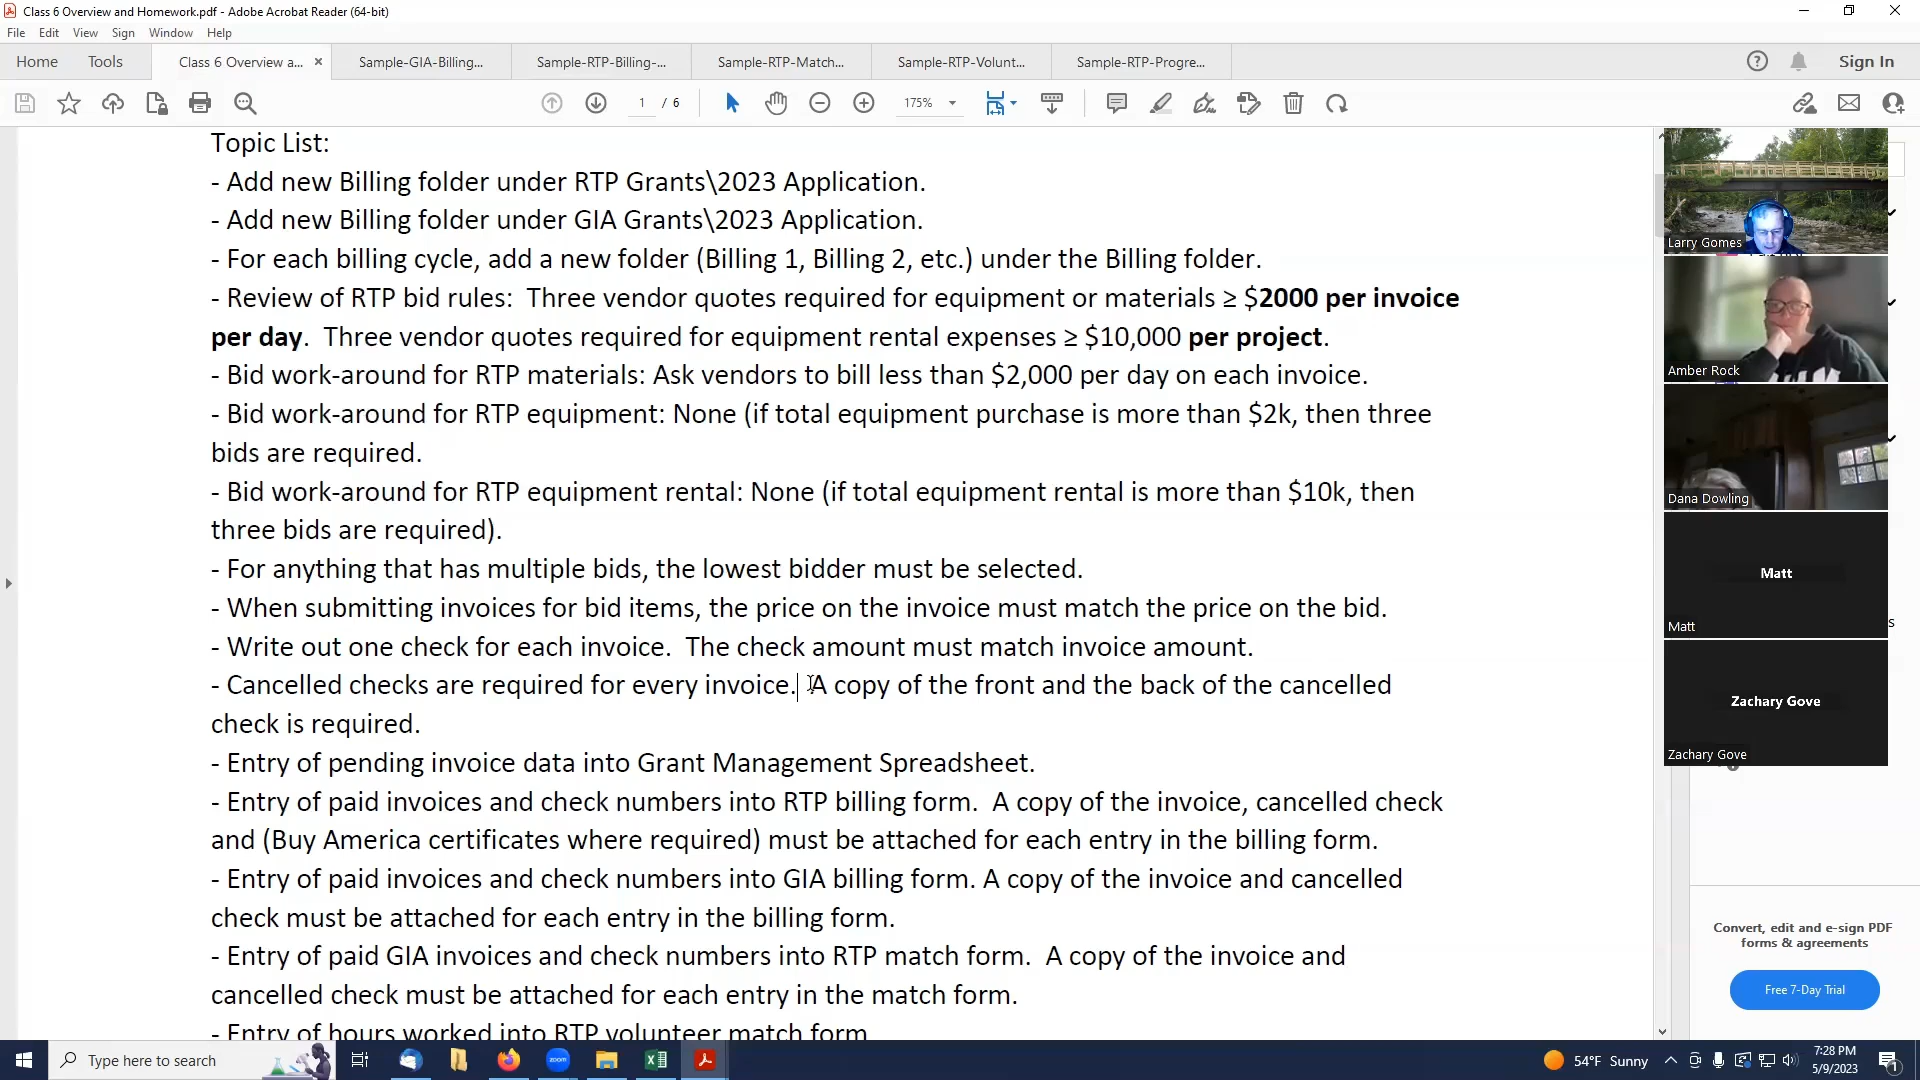 Class 6 Overview and Homework.pdf - Adobe Acrobat Reader (64-bit)
File Edit View Sign Window Help
Home Tools Class 6 Overview a... Sample-GIA-Billing... Sample-RTP-Billing-... Sample-RTP-Match... Sample-RTP-Volunt... Sample-RTP-Progre... Sign In
1 / 6 175%
Topic List:
- Add new Billing folder under RTP Grants\2023 Application.
- Add new Billing folder under GIA Grants\2023 Application.
- For each billing cycle, add a new folder (Billing 1, Billing 2, etc.) under the Billing folder.
- Review of RTP bid rules:  Three vendor quotes required for equipment or materials ≥ $2000 per invoice
per day.  Three vendor quotes required for equipment rental expenses ≥ $10,000 per project.
- Bid work-around for RTP materials: Ask vendors to bill less than $2,000 per day on each invoice.
- Bid work-around for RTP equipment: None (if total equipment purchase is more than $2k, then three
bids are required.
- Bid work-around for RTP equipment rental: None (if total equipment rental is more than $10k, then
three bids are required).
- For anything that has multiple bids, the lowest bidder must be selected.
- When submitting invoices for bid items, the price on the invoice must match the price on the bid.
- Write out one check for each invoice.  The check amount must match invoice amount.
- Cancelled checks are required for every invoice.  A copy of the front and the back of the cancelled
check is required.
- Entry of pending invoice data into Grant Management Spreadsheet.
- Entry of paid invoices and check numbers into RTP billing form.  A copy of the invoice, cancelled check
and (Buy America certificates where required) must be attached for each entry in the billing form.
- Entry of paid invoices and check numbers into GIA billing form. A copy of the invoice and cancelled
check must be attached for each entry in the billing form.
- Entry of paid GIA invoices and check numbers into RTP match form.  A copy of the invoice and
cancelled check must be attached for each entry in the match form.
- Entry of hours worked into RTP volunteer match form
Larry Gomes
Amber Rock
Dana Dowling
Matt
Matt
Zachary Gove
Zachary Gove
s
Convert, edit and e-sign PDF
forms & agreements
Free 7-Day Trial
Type here to search
zoom
54°F Sunny
7:28 PM
5/9/2023
1